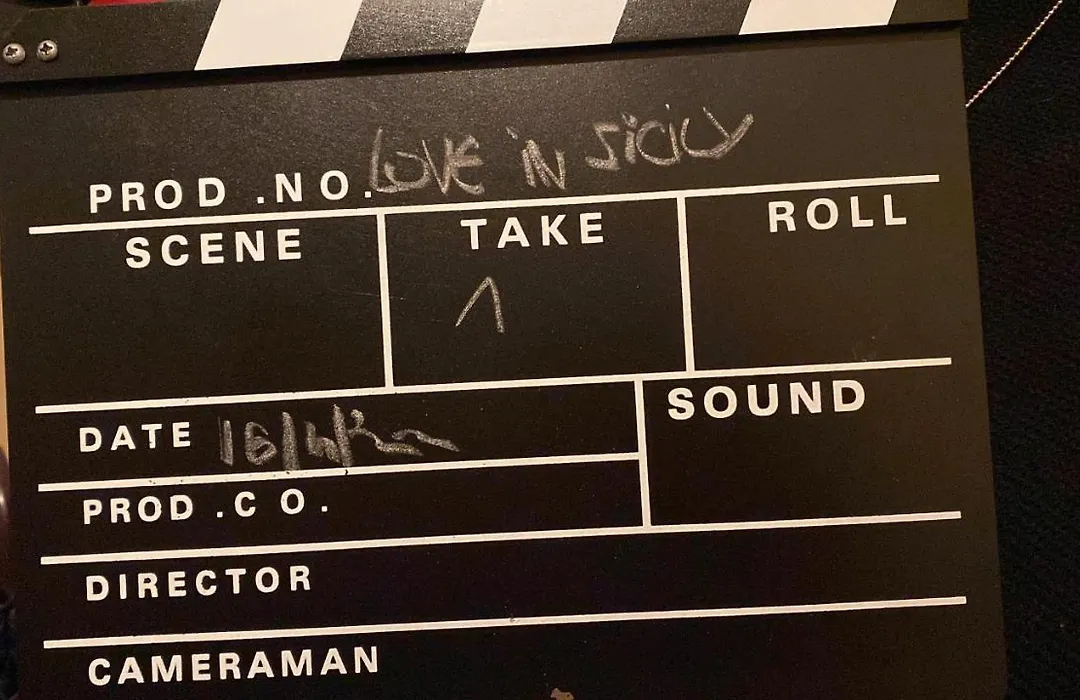 PROD .NO. LOVE iN SiCiLY
SCENE TAKE ROLL
1
DATE
SOUND
PROD .C O.
DIRECTOR
CAMERAMAN